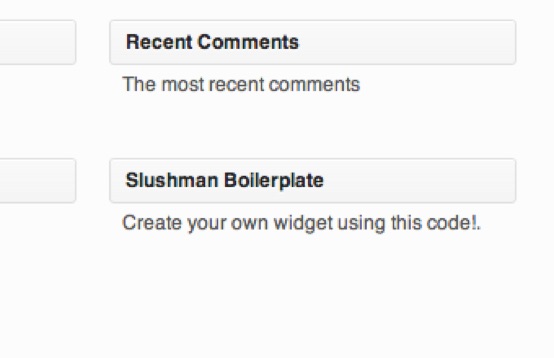 Recent Comments
The most recent comments
Slushman Boilerplate
Create your own widget using this code!.